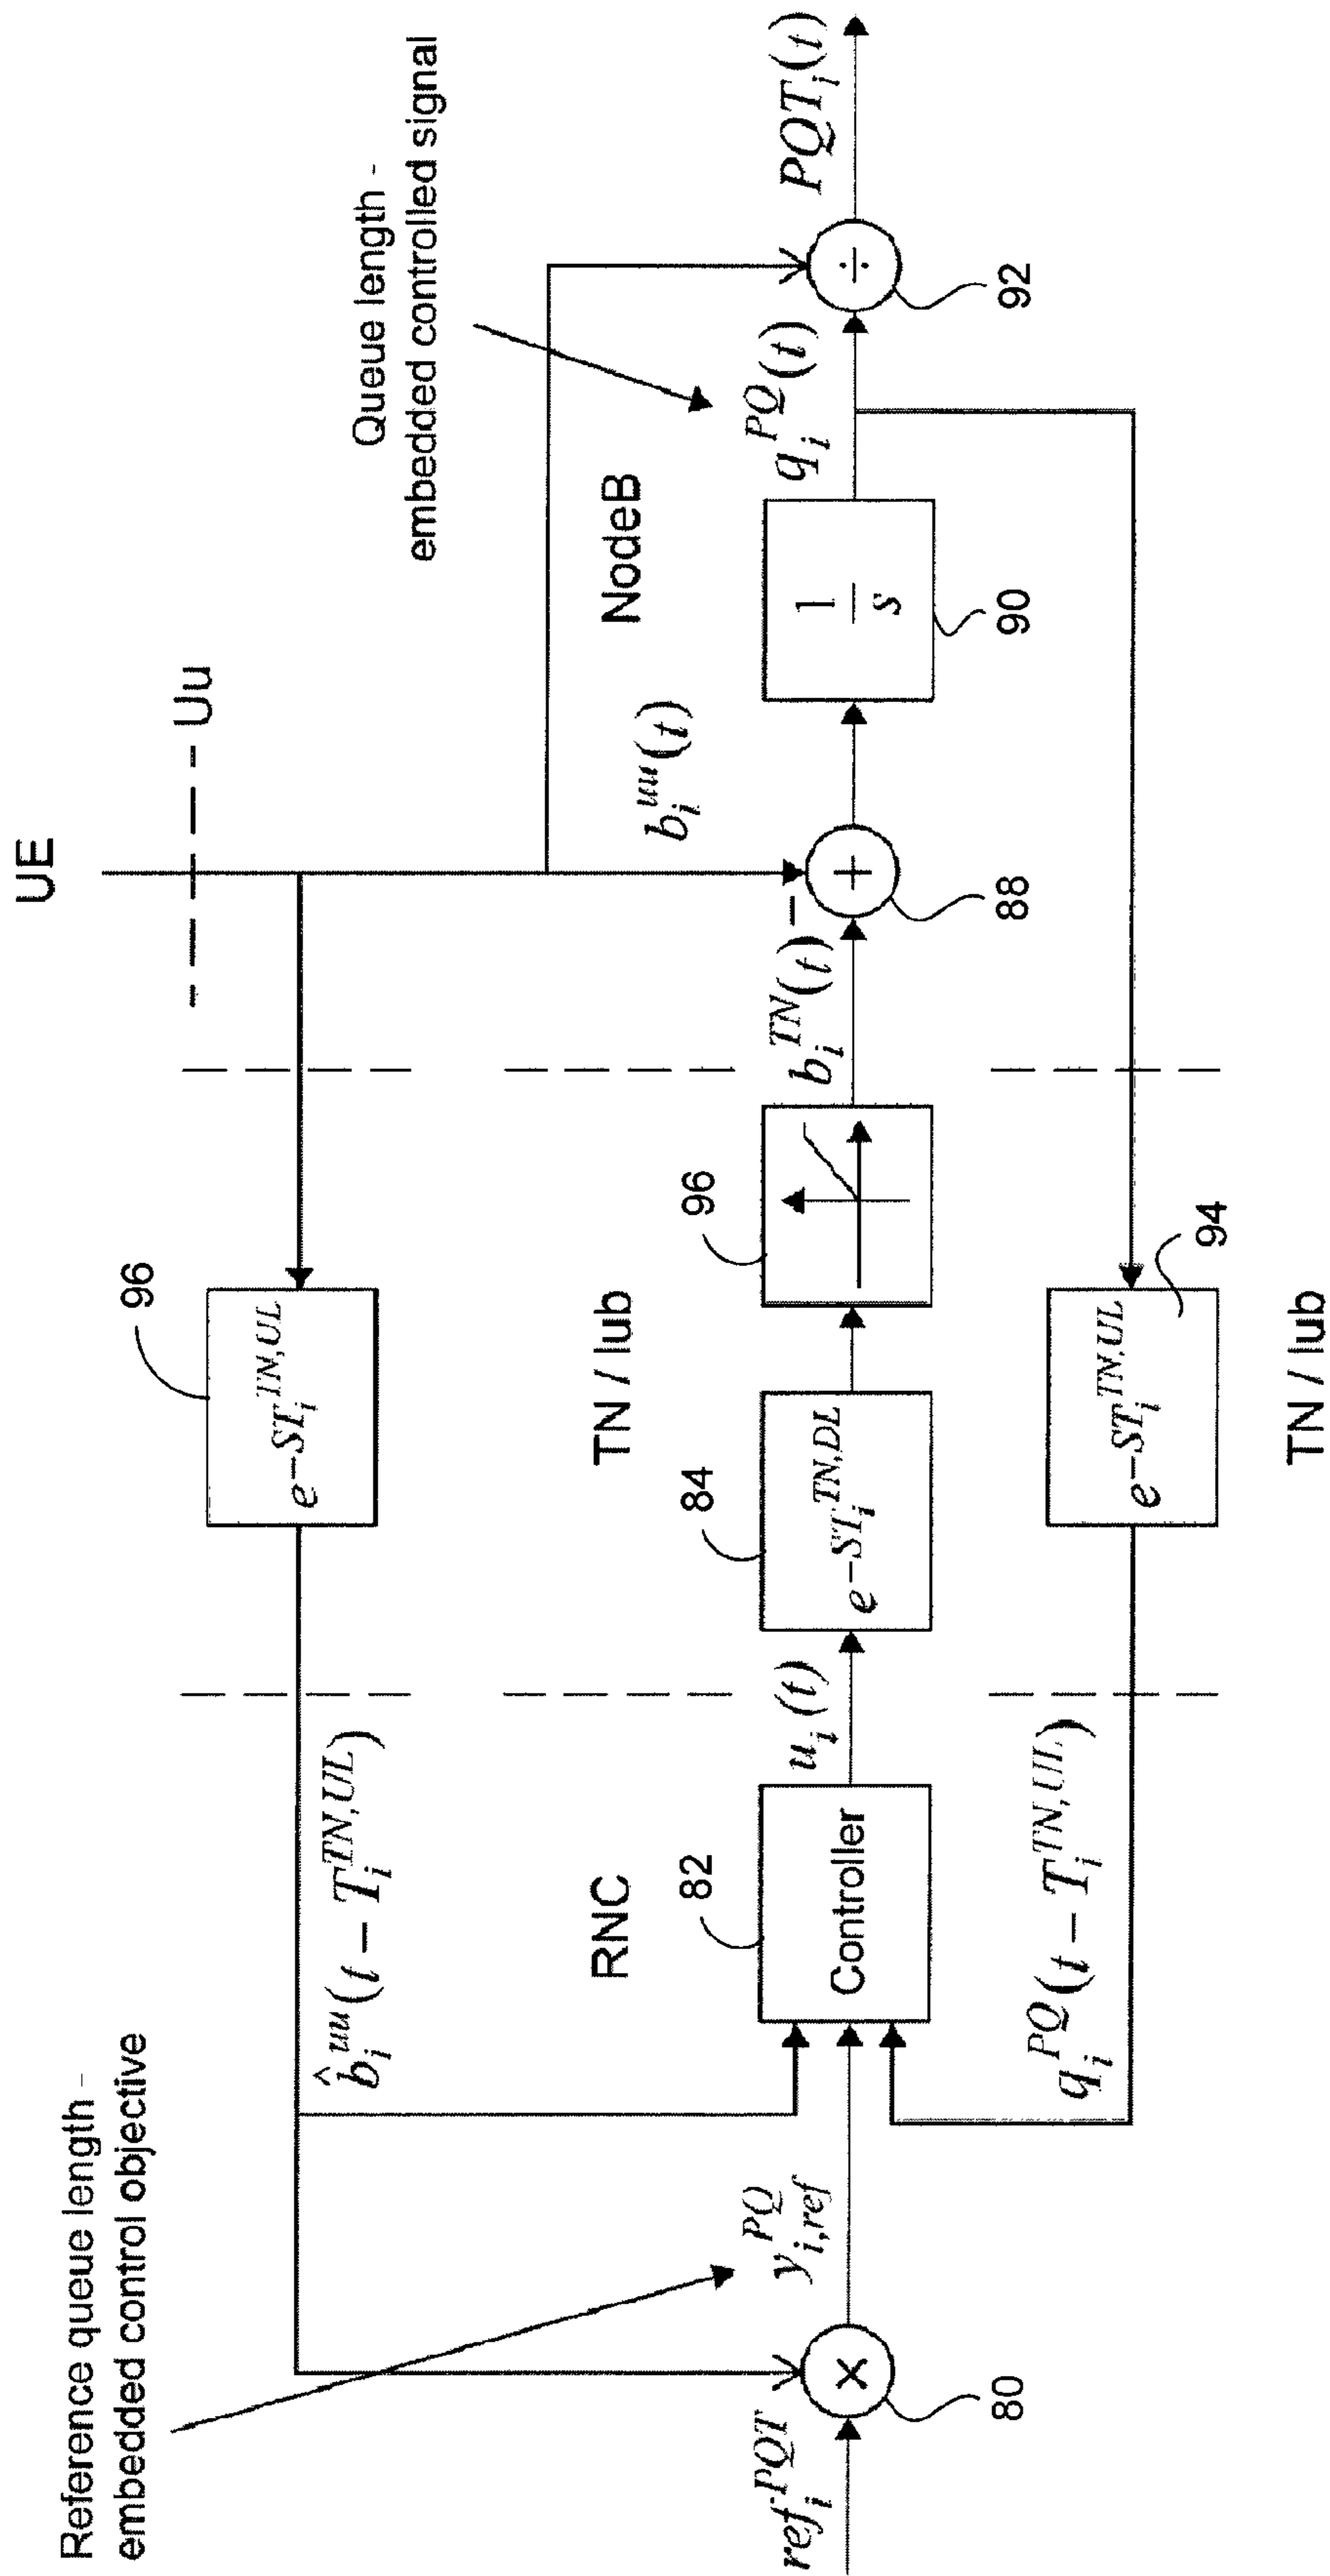 UE
Uu
Reference queue length -
embedded control objective
Queue length -
embedded controlled signal
96
e^{-ST_i^{TN,UL}}
\hat{b}_i^{uu}(t - T_i^{TN,UL})
b_i^{uu}(t)
RNC
TN / Iub
NodeB
ref_i^{PQT}
×
80
y_{i,ref}^{PQ}
82
Controller
u_i(t)
84
e^{-ST_i^{TN,DL}}
96
b_i^{TN}(t)
−
+
88
1
s
90
q_i^{PQ}(t)
÷
92
PQT_i(t)
q_i^{PQ}(t - T_i^{TN,UL})
e^{-ST_i^{TN,UL}}
94
TN / Iub